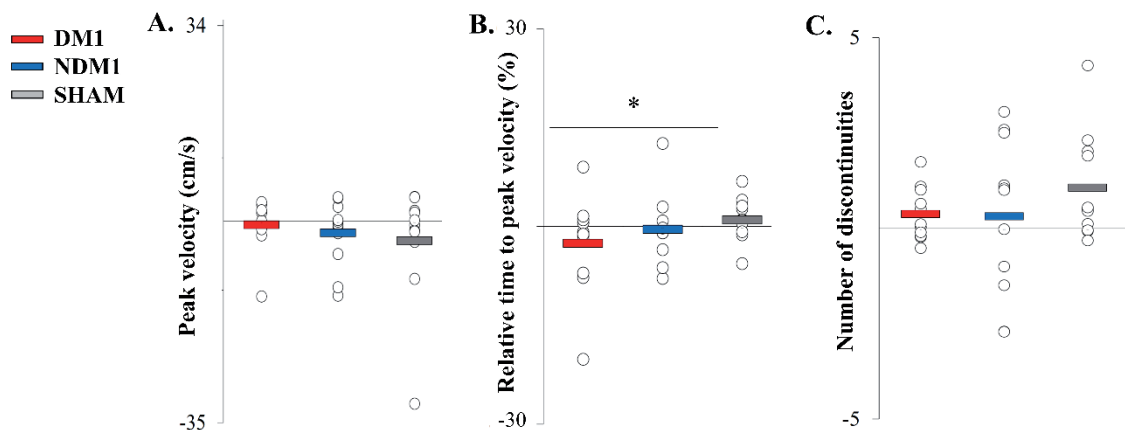 DM1
NDM1
SHAM
A.
34
Peak velocity (cm/s)
-35
B.
30
Relative time to peak velocity (%)
*
-30
C.
5
Number of discontinuities
-5